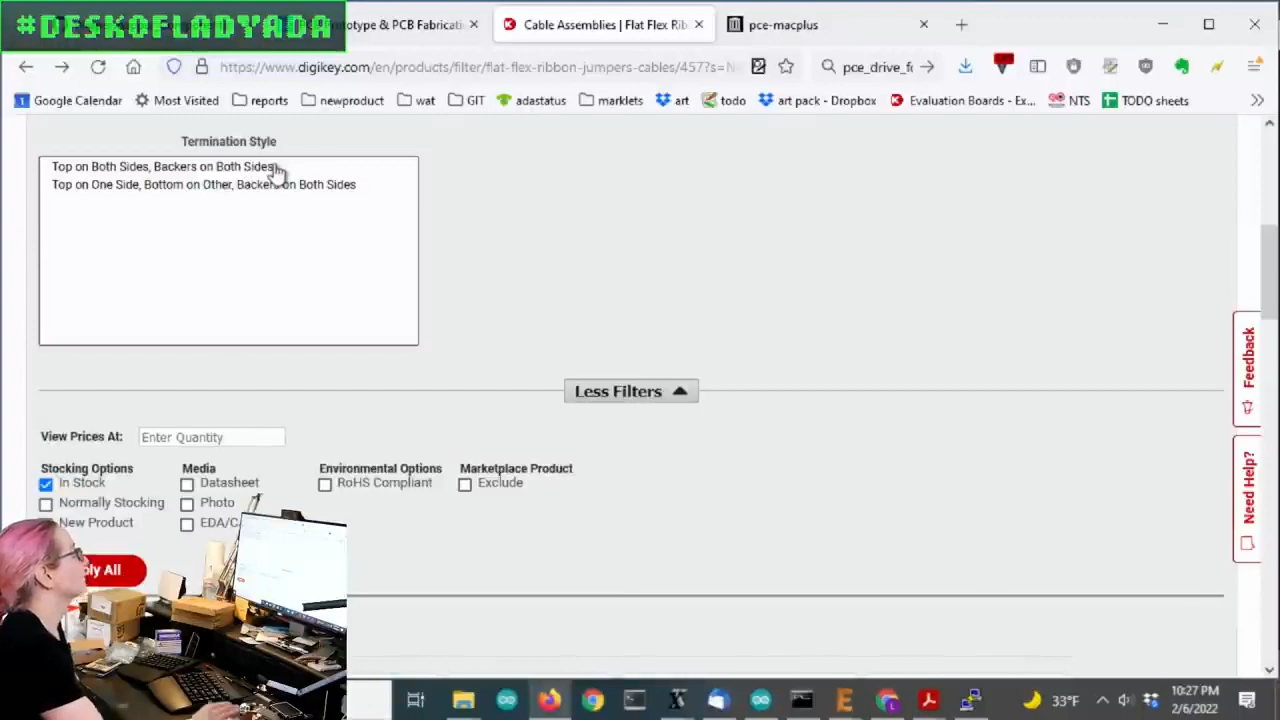 #DESKOFLADYADA
totype & PCB Fabricati
Cable Assemblies | Flat Flex Rib
pce-macplus
https://www.digikey.com/en/products/filter/flat-flex-ribbon-jumpers-cables/457?s=N
pce_drive_f
Google Calendar
Most Visited
reports
newproduct
wat
GIT
adastatus
marklets
art
todo
art pack - Dropbox
Evaluation Boards - Ex...
NTS
TODO sheets
Termination Style
Top on Both Sides, Backers on Both Sides
Top on One Side, Bottom on Other, Backers on Both Sides
Less Filters
View Prices At:
Enter Quantity
Stocking Options
In Stock
Normally Stocking
New Product
Media
Datasheet
Photo
EDA/C
Environmental Options
RoHS Compliant
Marketplace Product
Exclude
ply All
Feedback
Need Help?
33°F
10:27 PM
2/6/2022